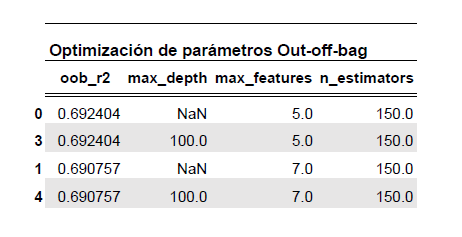 Optimización de parámetros Out-off-bag
oob_r2 max_depth max_features n_estimators
0 0.692404 NaN 5.0 150.0
3 0.692404 100.0 5.0 150.0
1 0.690757 NaN 7.0 150.0
4 0.690757 100.0 7.0 150.0